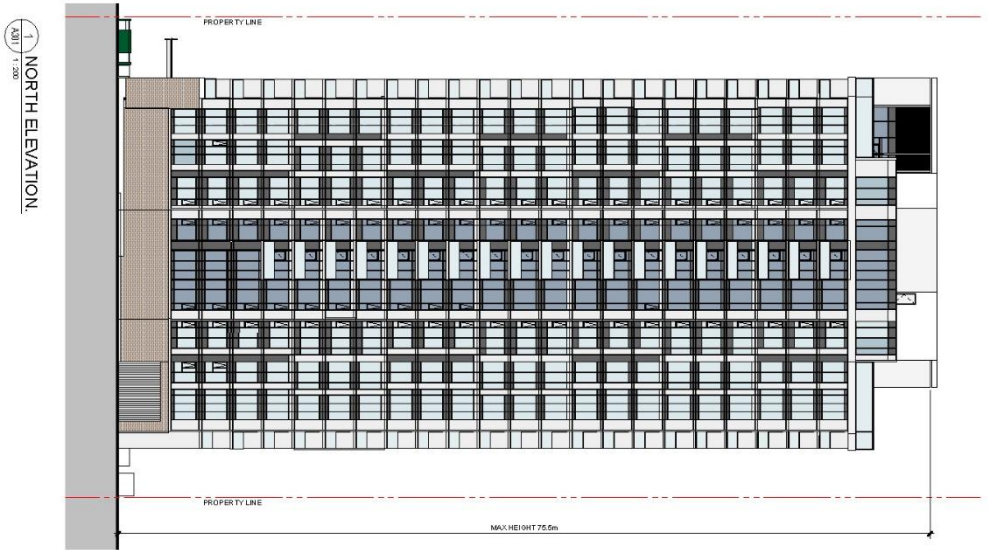 PROPERTY LINE
1
A301
NORTH ELEVATION.
1 : 200
PROPERTY LINE
MAX HEIGHT 75.5m